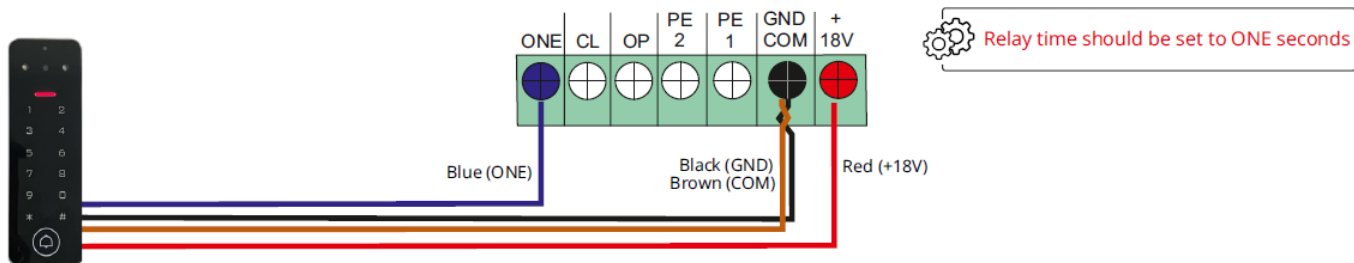 ONE CL OP PE 2 PE 1 GND COM + 18V
Relay time should be set to ONE seconds
1 2
3 4
5 6
7 8
9 0
* #
Blue (ONE)
Black (GND)
Brown (COM)
Red (+18V)